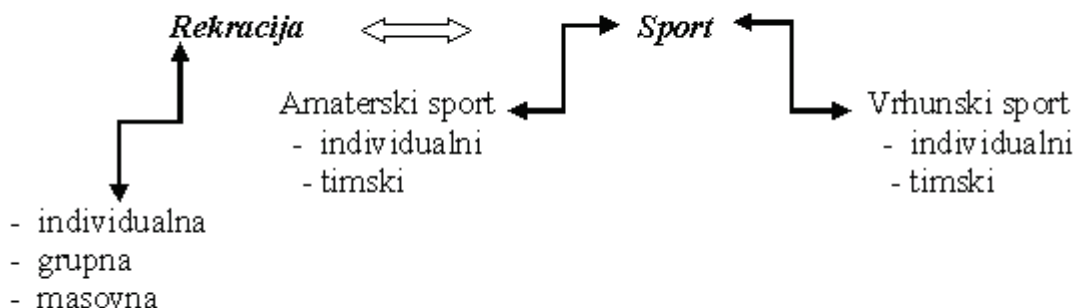 Rekracija Sport
Amaterski sport
- individualni
- timski
Vrhunski sport
- individualni
- timski
- individualna
- grupna
- masovna